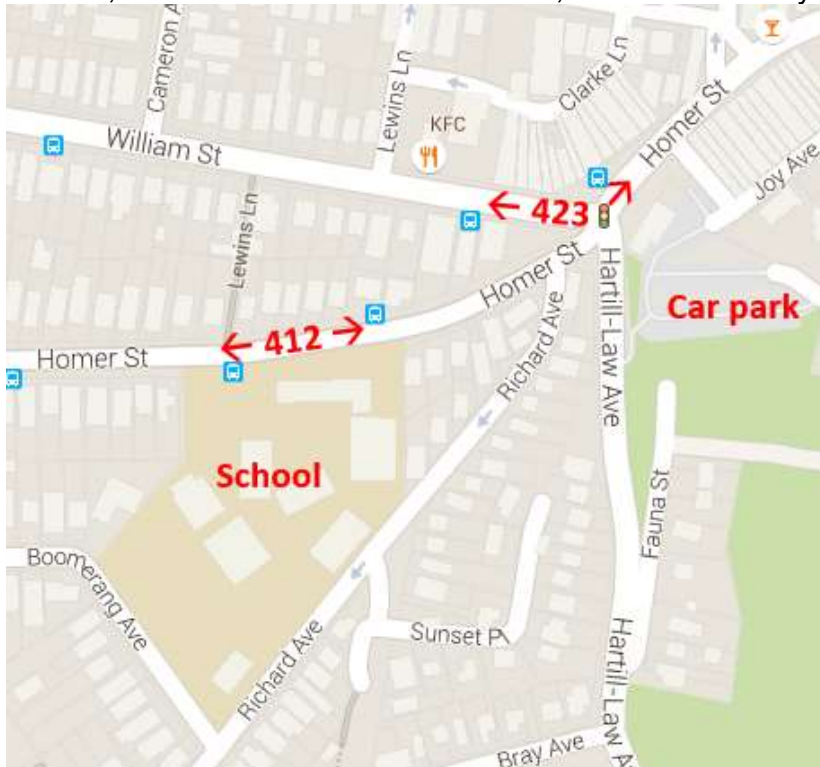 Cameron A
Lewins Ln
Clarke Ln
KFC
Homer St
William St
Joy Ave
Lewins Ln
← 423
Homer St
Hartill-Law Ave
Car park
← 412 →
Homer St
Richard Ave
School
Fauna St
Boomerang Ave
Sunset Pl
Richard Ave
Hartill-Law A
Bray Ave